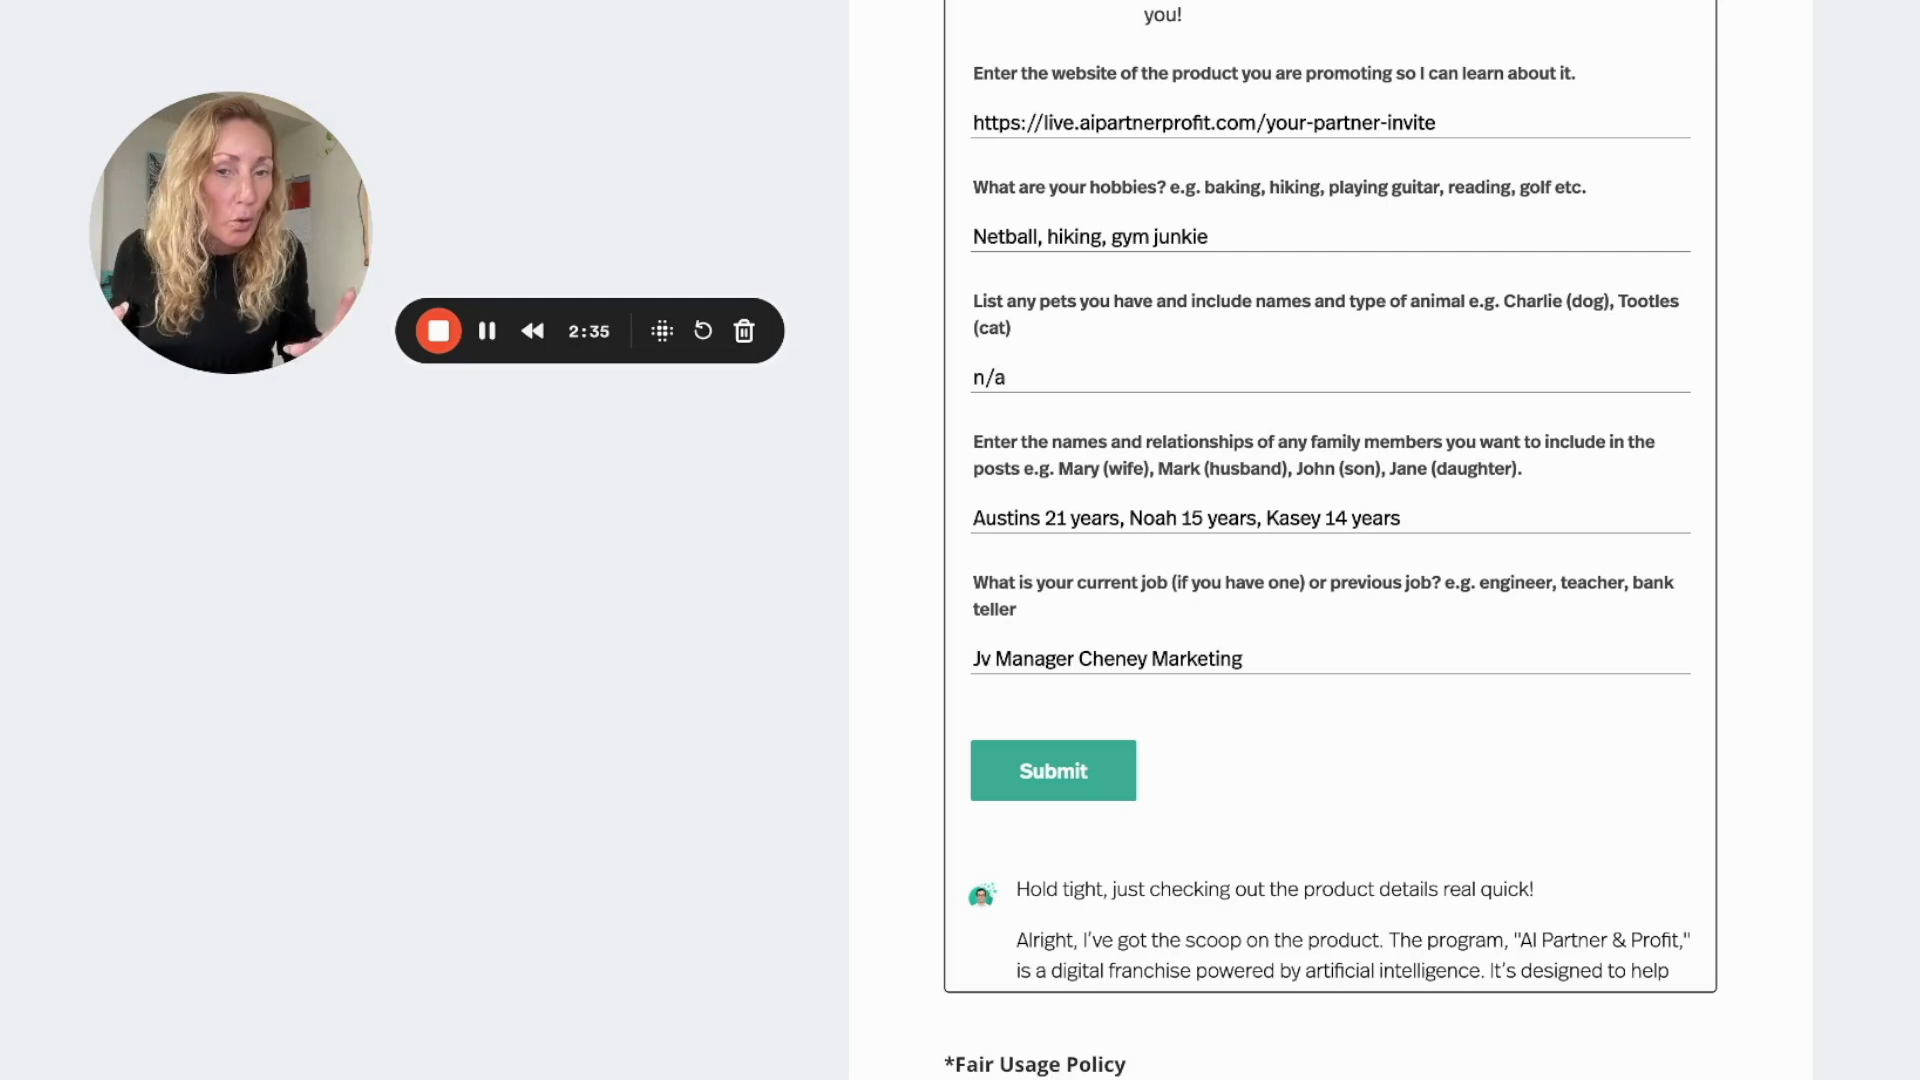 you!
Enter the website of the product you are promoting so I can learn about it.
https://live.aipartnerprofit.com/your-partner-invite
What are your hobbies? e.g. baking, hiking, playing guitar, reading, golf etc.
Netball, hiking, gym junkie
List any pets you have and include names and type of animal e.g. Charlie (dog), Tootles
(cat)
n/a
Enter the names and relationships of any family members you want to include in the
posts e.g. Mary (wife), Mark (husband), John (son), Jane (daughter).
Austins 21 years, Noah 15 years, Kasey 14 years
What is your current job (if you have one) or previous job? e.g. engineer, teacher, bank
teller
Jv Manager Cheney Marketing
Submit
Hold tight, just checking out the product details real quick!
Alright, I've got the scoop on the product. The program, "AI Partner & Profit,"
is a digital franchise powered by artificial intelligence. It's designed to help
*Fair Usage Policy
2:35